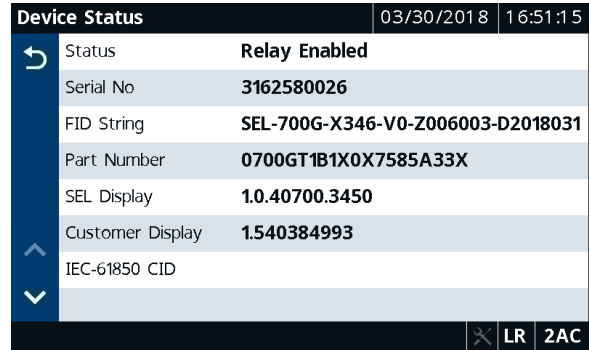 Device Status 03/30/2018 16:51:15
Status Relay Enabled
Serial No 3162580026
FID String SEL-700G-X346-V0-Z006003-D2018031
Part Number 0700GT1B1X0X7585A33X
SEL Display 1.0.40700.3450
Customer Display 1.540384993
IEC-61850 CID
LR 2AC